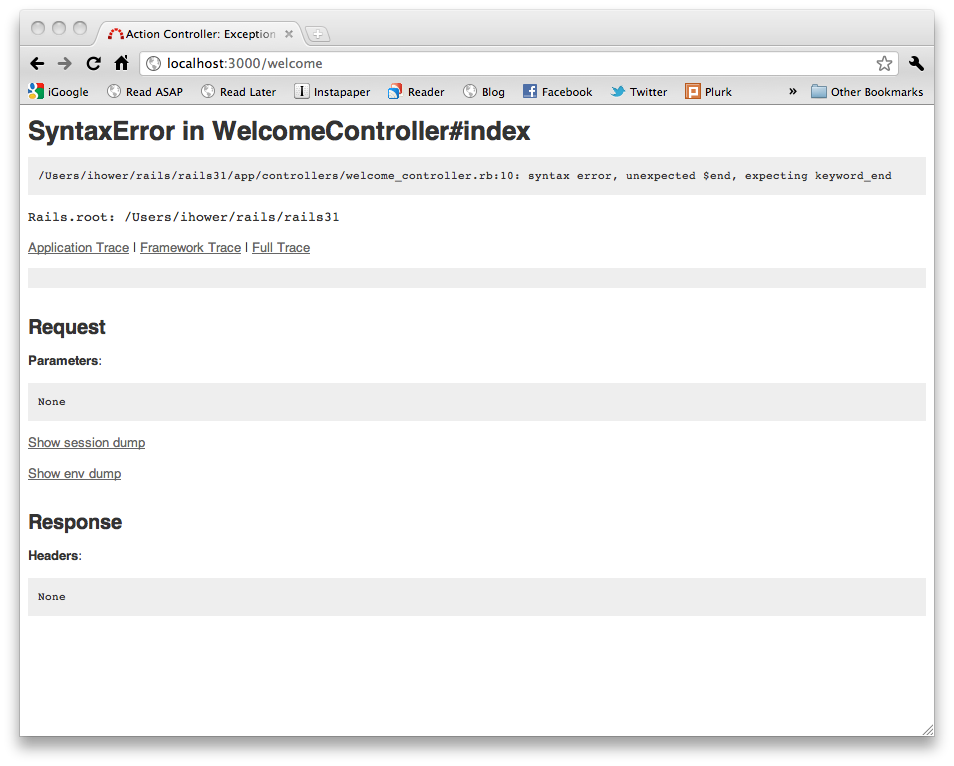 Action Controller: Exception
localhost:3000/welcome
iGoogle Read ASAP Read Later Instapaper Reader Blog Facebook Twitter Plurk » Other Bookmarks
SyntaxError in WelcomeController#index
/Users/ihower/rails/rails31/app/controllers/welcome_controller.rb:10: syntax error, unexpected $end, expecting keyword_end
Rails.root: /Users/ihower/rails/rails31
Application Trace | Framework Trace | Full Trace
Request
Parameters:
None
Show session dump
Show env dump
Response
Headers:
None